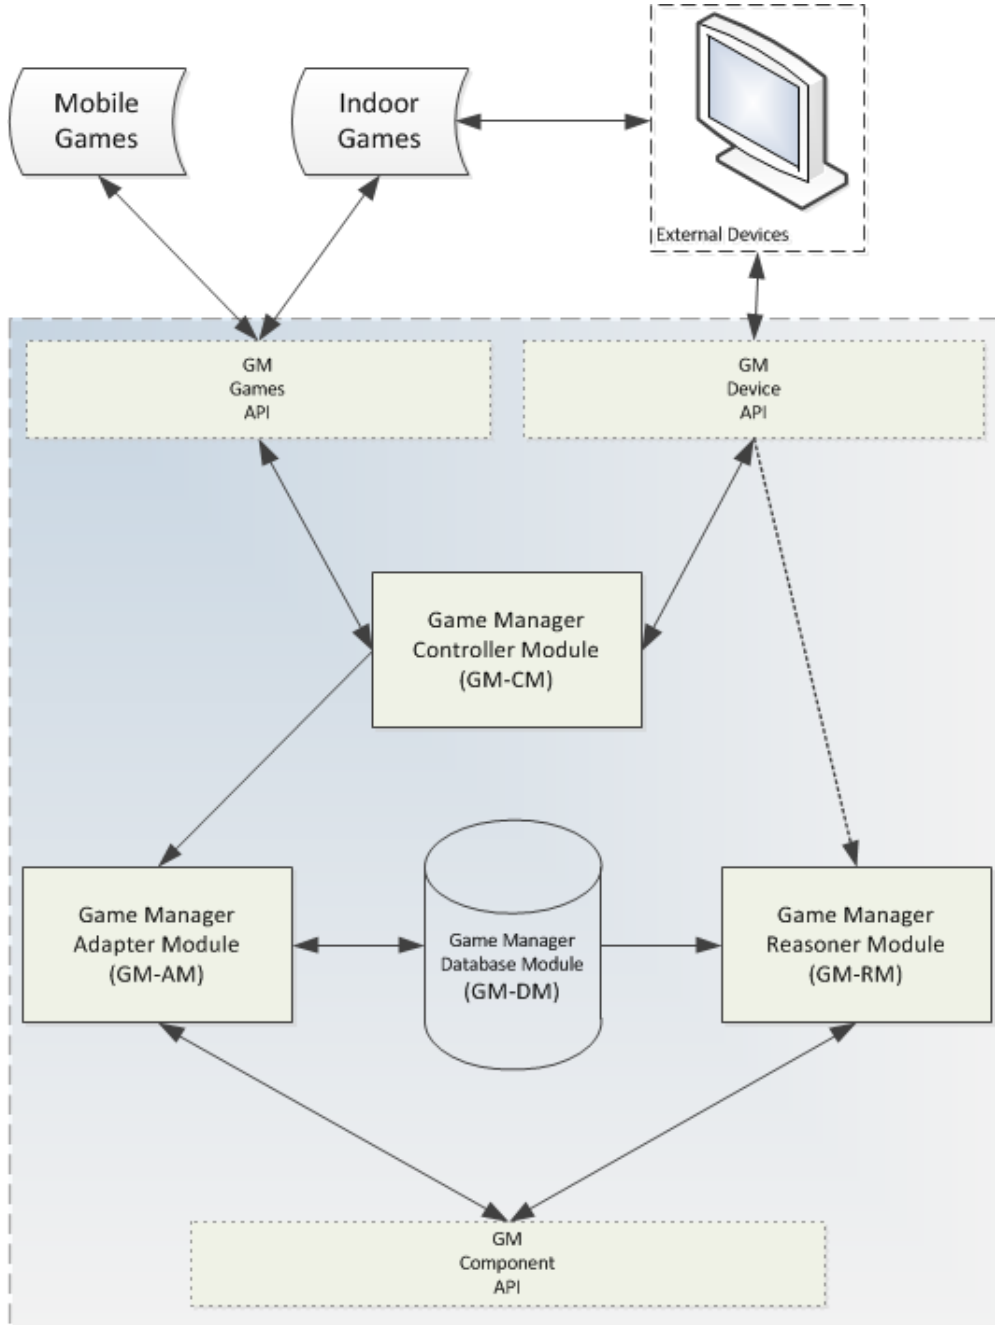 Mobile
Games
Indoor
Games
External Devices
GM
Games
API
GM
Device
API
Game Manager
Controller Module
(GM-CM)
Game Manager
Adapter Module
(GM-AM)
Game Manager
Database Module
(GM-DM)
Game Manager
Reasoner Module
(GM-RM)
GM
Component
API